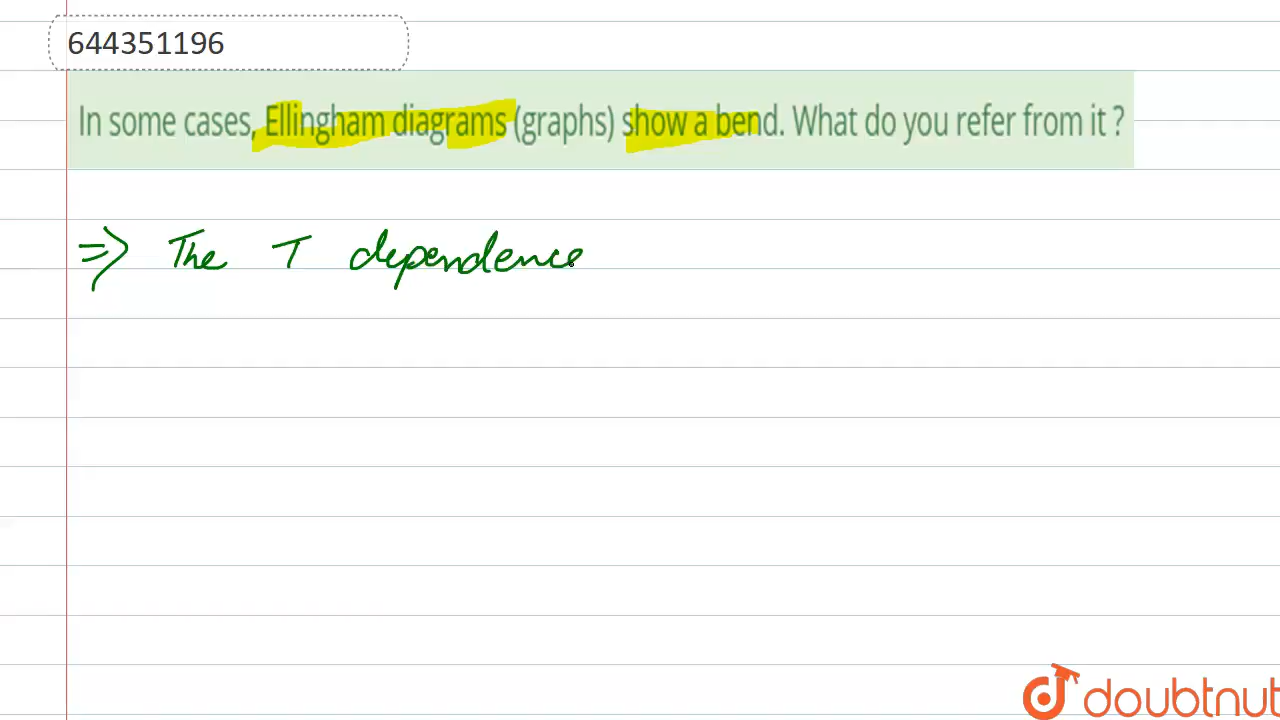 644351196
In some cases, Ellingham diagrams (graphs) show a bend. What do you refer from it ?
⇒ The T dependence
doubtnut